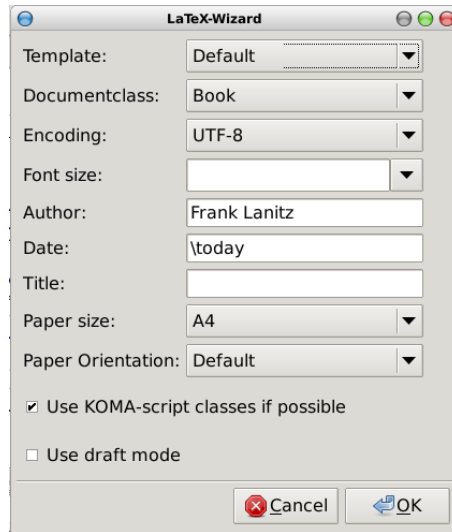 LaTeX-Wizard
Template: Default
Documentclass: Book
Encoding: UTF-8
Font size:
Author: Frank Lanitz
Date: \today
Title:
Paper size: A4
Paper Orientation: Default
Use KOMA-script classes if possible
Use draft mode
Cancel OK